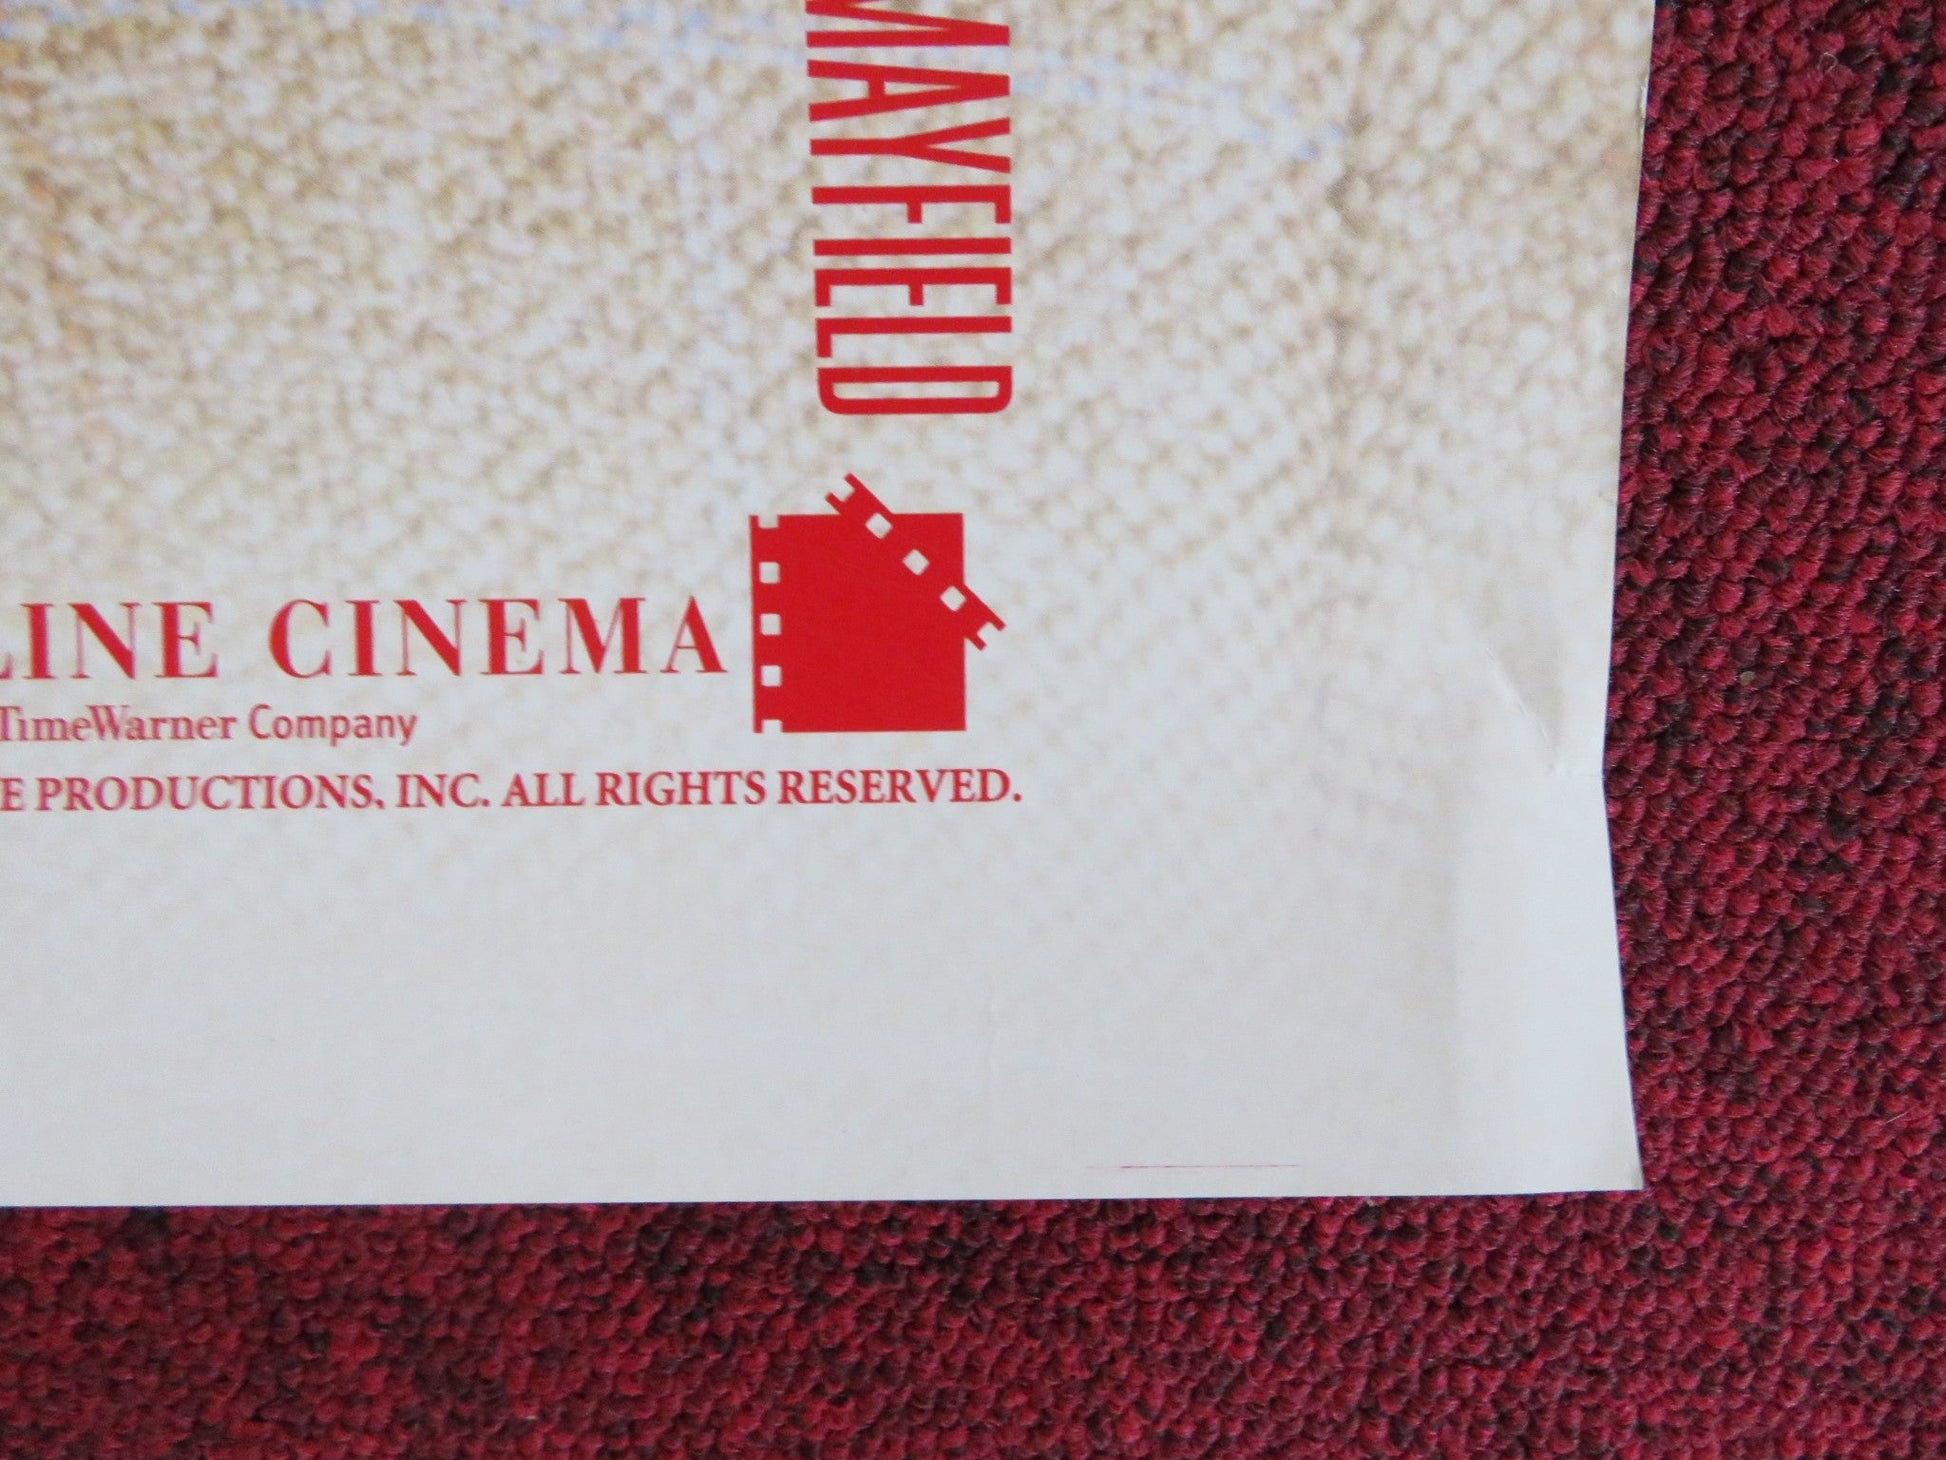 MAYFIELD
LINE CINEMA
TimeWarner Company
E PRODUCTIONS, INC. ALL RIGHTS RESERVED.